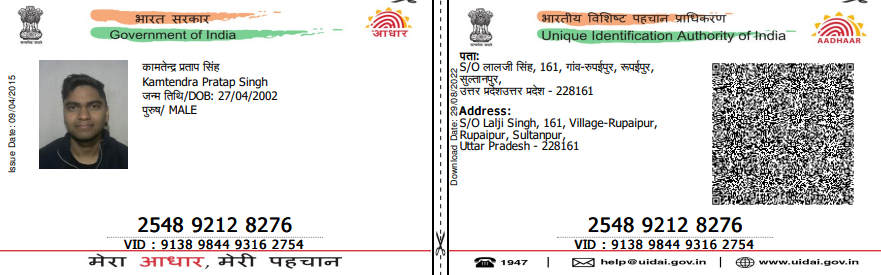 भारत सरकार
Government of India
आधार
Issue Date: 09/04/2015
कामतेन्द्र प्रताप सिंह
Kamtendra Pratap Singh
जन्म तिथि/DOB: 27/04/2002
पुरुष/ MALE
2548 9212 8276
VID : 9138 9844 9316 2754
मेरा आधार, मेरी पहचान
भारतीय विशिष्ट पहचान प्राधिकरण
Unique Identification Authority of India
AADHAAR
Download Date: 29/08/2022
पता:
S/O लालजी सिंह, 161, गांव-रुपईपुर, रूपईपुर,
सुल्तानपुर,
उत्तर प्रदेशउत्तर प्रदेश - 228161
Address:
S/O Lalji Singh, 161, Village-Rupaipur,
Rupaipur, Sultanpur,
Uttar Pradesh - 228161
2548 9212 8276
VID : 9138 9844 9316 2754
1947 | help@uidai.gov.in | www.uidai.gov.in